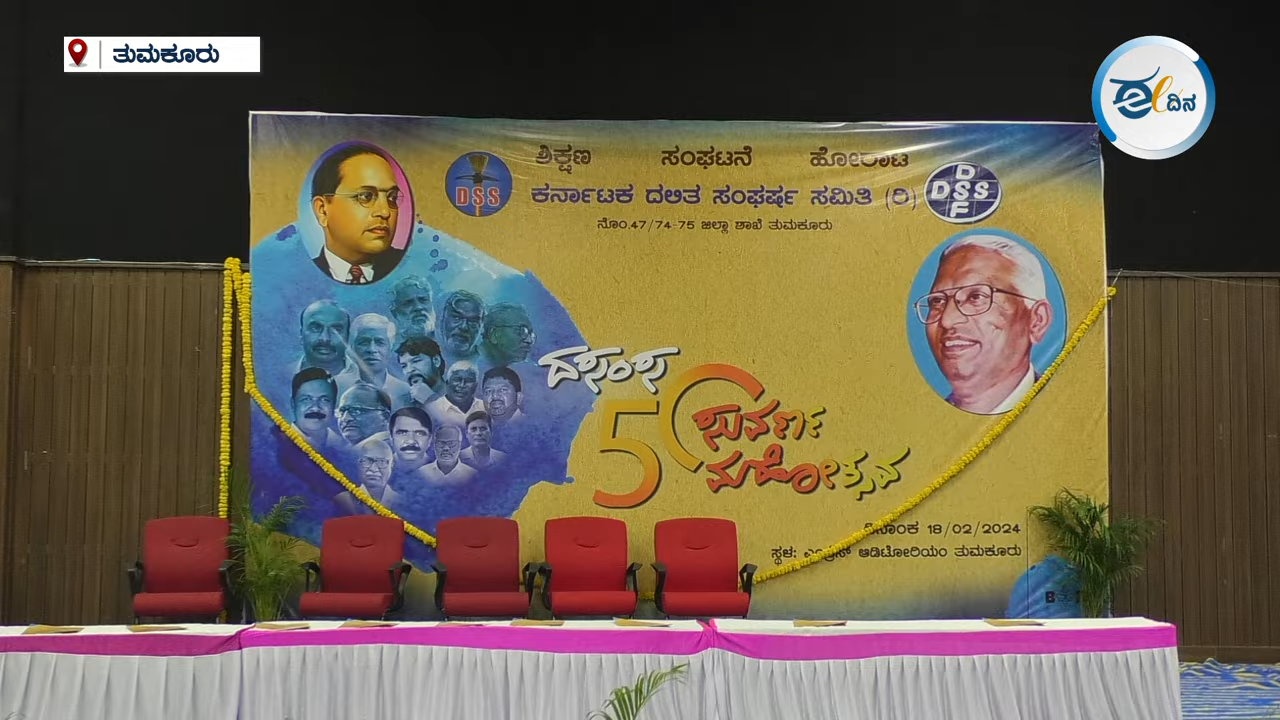 ತುಮಕೂರು
ಈ ದಿನ
ಶಿಕ್ಷಣ ಸಂಘಟನೆ ಹೋರಾಟ
DSS
ಕರ್ನಾಟಕ ದಲಿತ ಸಂಘರ್ಷ ಸಮಿತಿ (ರಿ)
DSSF
ನೊಂ.47/74-75 ಜಿಲ್ಲಾ ಶಾಖೆ ತುಮಕೂರು
ದಸಂಸ
50 ಸುವರ್ಣ
ಮಹೋತ್ಸವ
ದಿನಾಂಕ 18/02/2024
ಸ್ಥಳ: ಆಡಿಟೋರಿಯಂ ತುಮಕೂರು